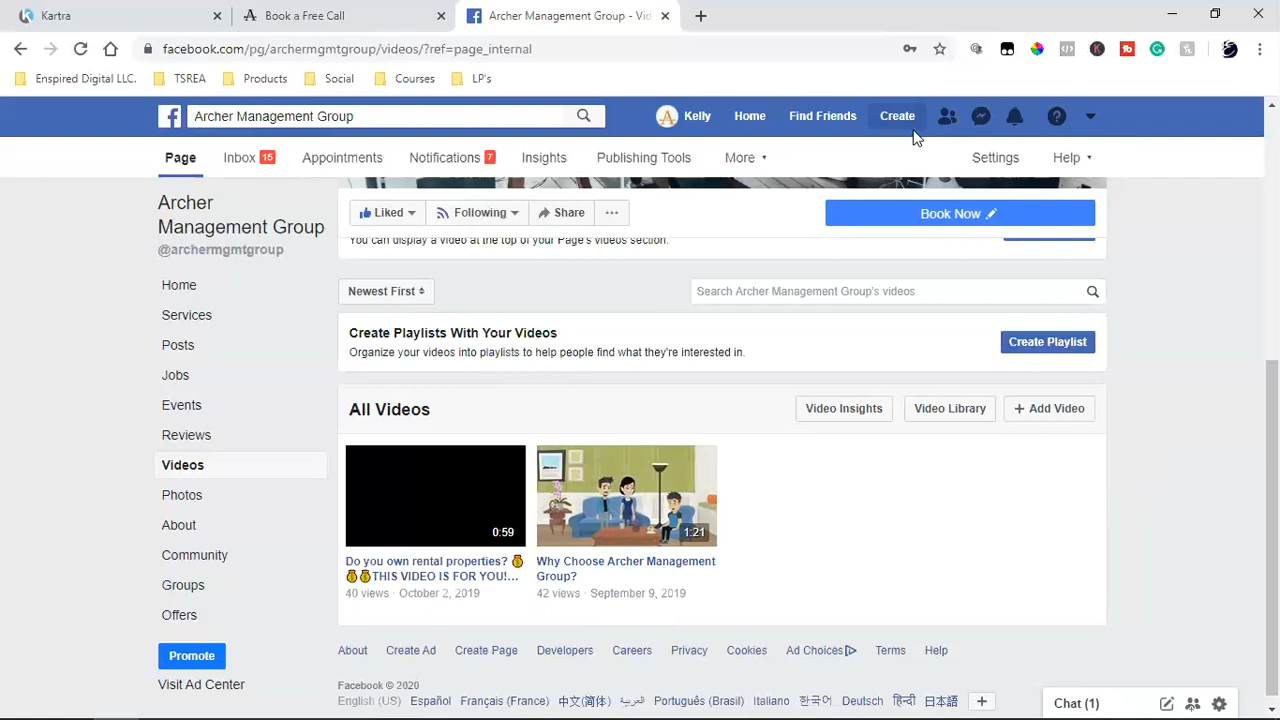 Kartra
Book a Free Call
Archer Management Group - Vid
facebook.com/pg/archermgmtgroup/videos/?ref=page_internal
Enspired Digital LLC.
TSREA
Products
Social
Courses
LP's
Archer Management Group
Kelly
Home
Find Friends
Create
Page
Inbox 15
Appointments
Notifications 7
Insights
Publishing Tools
More
Settings
Help
Archer
Management Group
@archermgmtgroup
Liked
Following
Share
Book Now
You can display a video at the top of your Page's videos section.
Home
Services
Posts
Jobs
Events
Reviews
Videos
Photos
About
Community
Groups
Offers
Promote
Visit Ad Center
Newest First
Search Archer Management Group's videos
Create Playlists With Your Videos
Organize your videos into playlists to help people find what they're interested in.
Create Playlist
All Videos
Video Insights
Video Library
+ Add Video
0:59
Do you own rental properties? 💰
💰💰THIS VIDEO IS FOR YOU!...
40 views · October 2, 2019
1:21
Why Choose Archer Management
Group?
42 views · September 9, 2019
About
Create Ad
Create Page
Developers
Careers
Privacy
Cookies
Ad Choices
Terms
Help
Facebook © 2020
English (US)
Español
Français (France)
中文(简体)
العربية
Português (Brasil)
Italiano
한국어
Deutsch
हिन्दी
日本語
Chat (1)